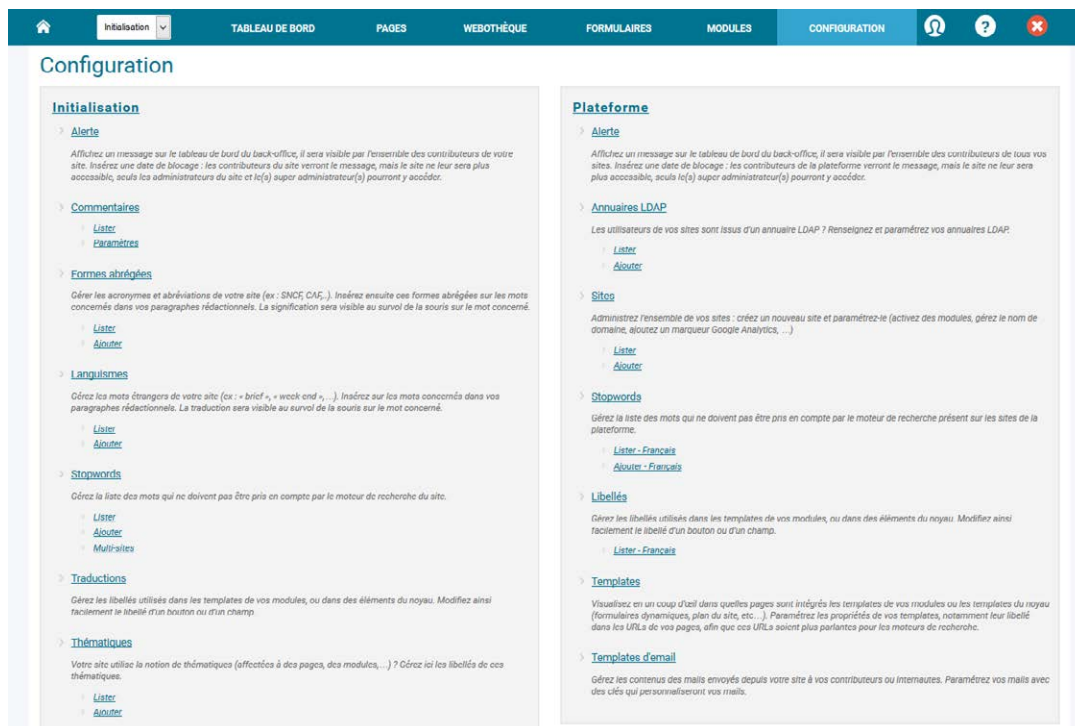 Initialisation
TABLEAU DE BORD
PAGES
WEBOTHÈQUE
FORMULAIRES
MODULES
CONFIGURATION
?
Configuration
Initialisation
Alerte
Affichez un message sur le tableau de bord du back-office, il sera visible par l'ensemble des contributeurs de votre
site. Insérez une date de blocage : les contributeurs du site verront le message, mais le site ne leur sera plus
accessible, seuls les administrateurs du site et le(s) super administrateur(s) pourront y accéder.
Commentaires
Lister
Paramètres
Formes abrégées
Gérer les acronymes et abréviations de votre site (ex : SNCF, CAF,..). Insérez ensuite ces formes abrégées sur les mots
concernés dans vos paragraphes rédactionnels. La signification sera visible au survol de la souris sur le mot concerné.
Lister
Ajouter
Languismes
Gérez les mots étrangers de votre site (ex : « brief », « week-end », ...). Insérez sur les mots concernés dans vos
paragraphes rédactionnels. La traduction sera visible au survol de la souris sur le mot concerné.
Lister
Ajouter
Stopwords
Gérez la liste des mots qui ne doivent pas être pris en compte par le moteur de recherche du site.
Lister
Ajouter
Multi-sites
Traductions
Gérez les libellés utilisés dans les templates de vos modules, ou dans des éléments du noyau. Modifiez ainsi
facilement le libellé d'un bouton ou d'un champ.
Thématiques
Votre site utilise la notion de thématiques (affectées à des pages, des modules,...) ? Gérez ici les libellés de ces
thématiques.
Lister
Ajouter
Plateforme
Alerte
Affichez un message sur le tableau de bord du back-office, il sera visible par l'ensemble des contributeurs de tous vos
sites. Insérez une date de blocage : les contributeurs de la plateforme verront le message, mais le site ne leur sera
plus accessible, seuls le(s) super administrateur(s) pourront y accéder.
Annuaires LDAP
Les utilisateurs de vos sites sont issus d'un annuaire LDAP ? Renseignez et paramétrez vos annuaires LDAP.
Lister
Ajouter
Sites
Administrez l'ensemble de vos sites : créez un nouveau site et paramétrez-le (activez des modules, gérez le nom de
domaine, ajoutez un marqueur Google Analytics, ...)
Lister
Ajouter
Stopwords
Gérez la liste des mots qui ne doivent pas être pris en compte par le moteur de recherche présent sur les sites de la
plateforme.
Lister - Français
Ajouter - Français
Libellés
Gérez les libellés utilisés dans les templates de vos modules, ou dans des éléments du noyau. Modifiez ainsi
facilement le libellé d'un bouton ou d'un champ.
Lister - Français
Templates
Visualisez en un coup d'œil dans quelles pages sont intégrés les templates de vos modules ou les templates du noyau
(formulaires dynamiques, plan du site, etc...). Paramétrez les propriétés de vos templates, notamment leur libellé
dans les URLs de vos pages, afin que ces URLs soient plus parlantes pour les moteurs de recherche.
Templates d'email
Gérez les contenus des mails envoyés depuis votre site à vos contributeurs ou internautes. Paramétrez vos mails avec
des clés qui personnaliseront vos mails.